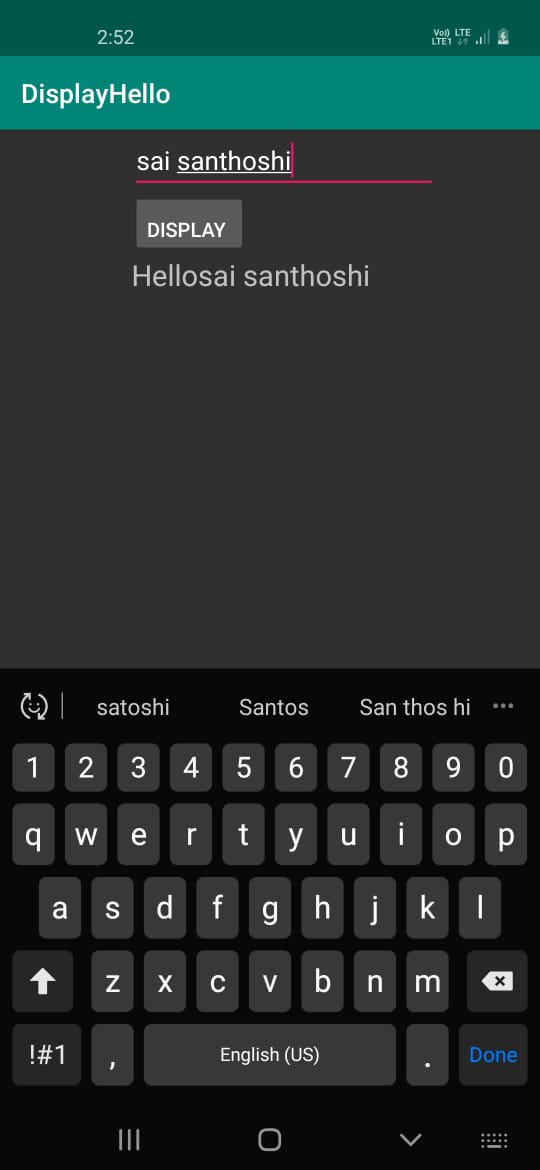 2:52 Vo)) LTE
LTE1
DisplayHello
sai santhoshi
DISPLAY
Hellosai santhoshi
satoshi Santos San thos hi
1 2 3 4 5 6 7 8 9 0
q w e r t y u i o p
a s d f g h j k l
z x c v b n m
!#1 , English (US) . Done